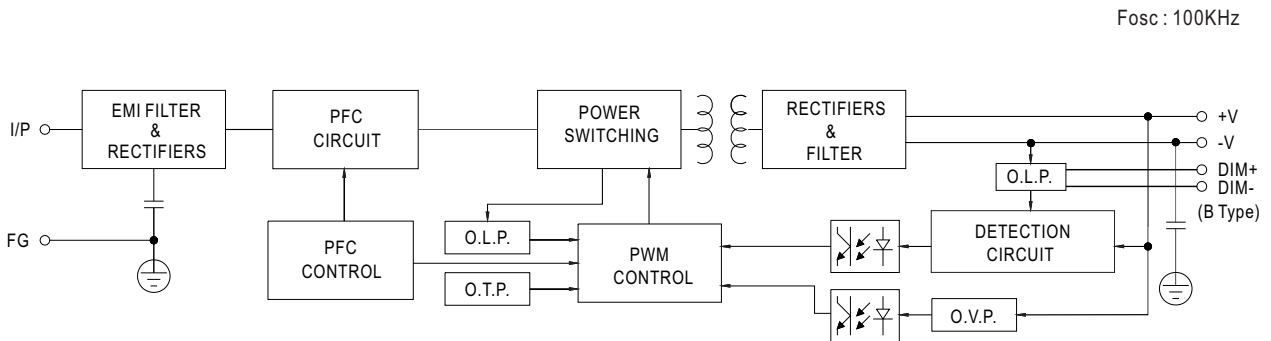 Fosc : 100KHz
I/P
EMI FILTER
&
RECTIFIERS
PFC
CIRCUIT
POWER
SWITCHING
RECTIFIERS
&
FILTER
+V
-V
DIM+
DIM-
(B Type)
O.L.P.
FG
PFC
CONTROL
O.L.P.
O.T.P.
PWM
CONTROL
DETECTION
CIRCUIT
O.V.P.